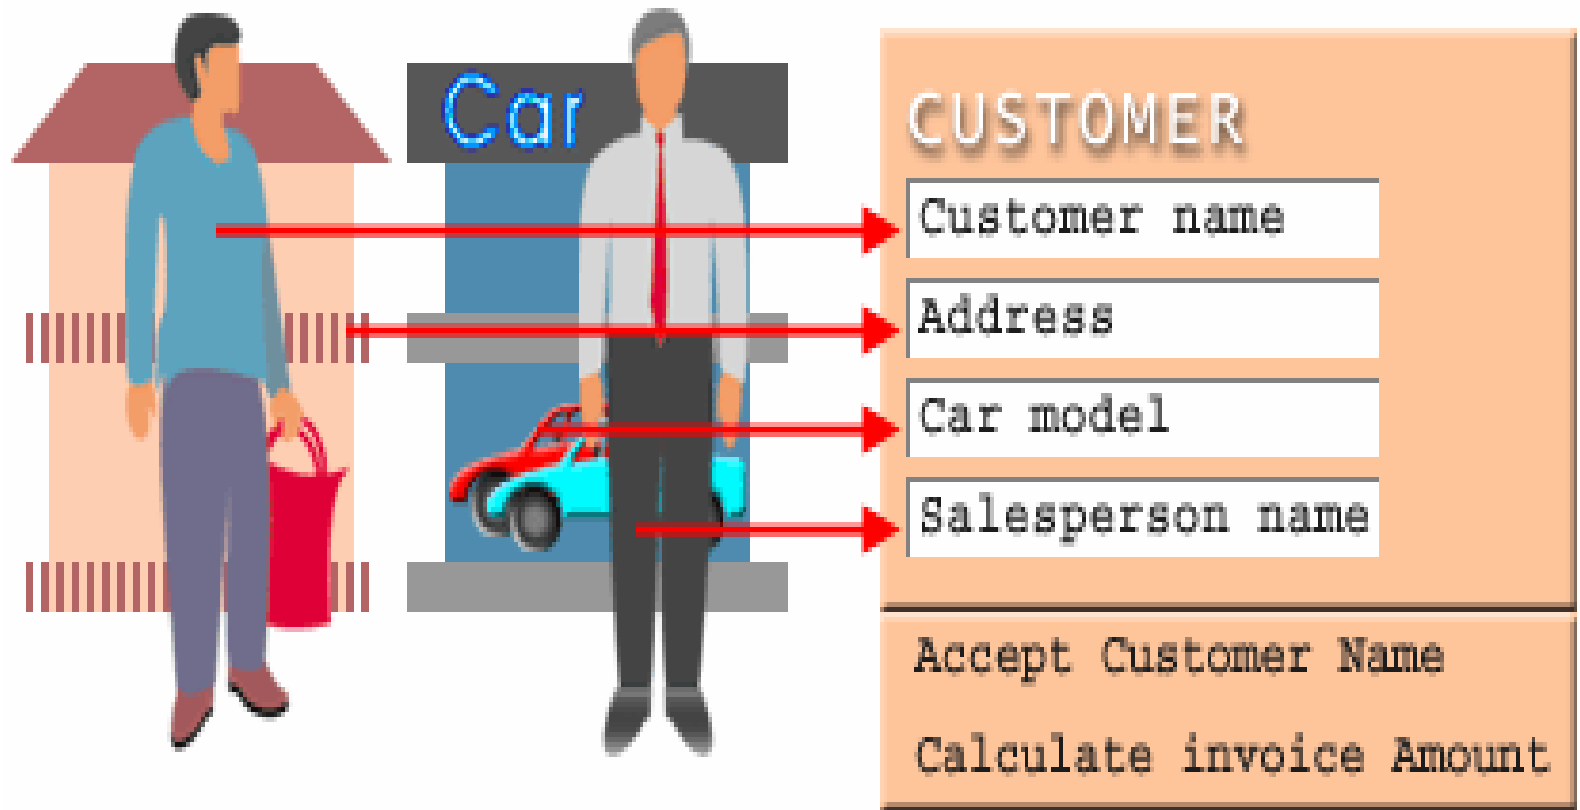 Car
CUSTOMER
Customer name
Address
Car model
Salesperson name
Accept Customer Name
Calculate invoice Amount